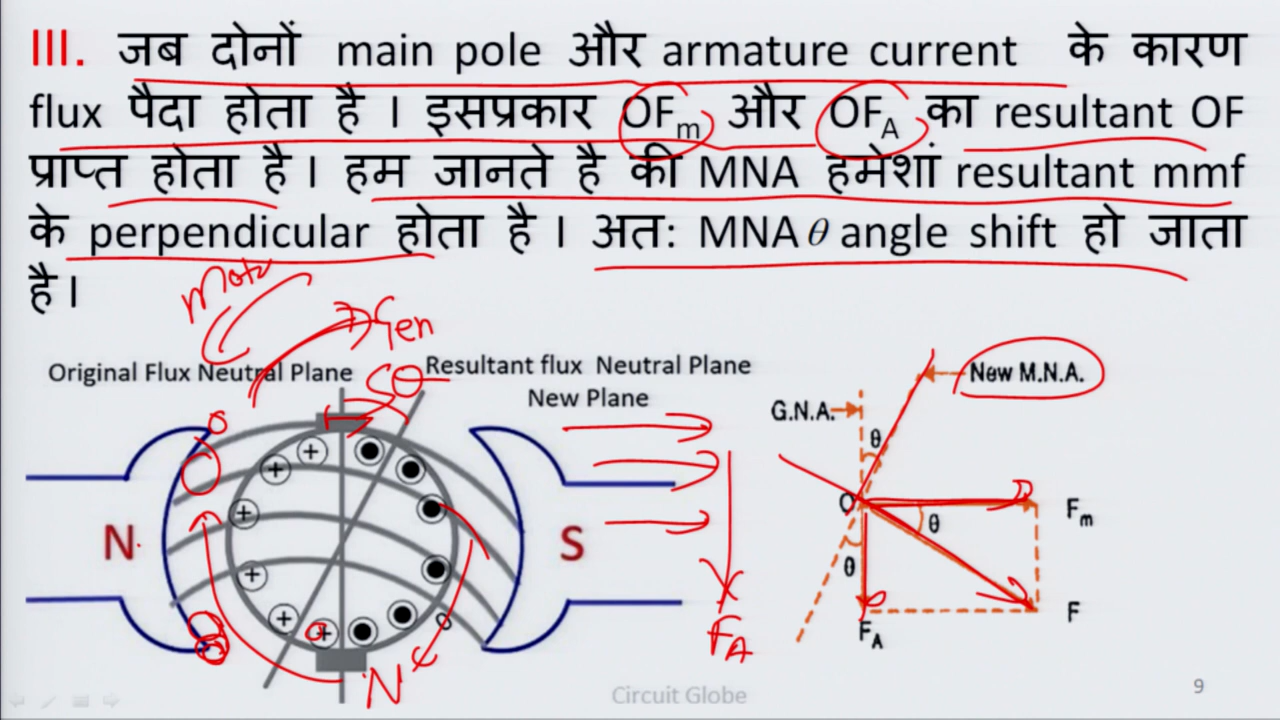 III. जब दोनों main pole और armature current के कारण
flux पैदा होता है । इसप्रकार OFm और OFA का resultant OF
प्राप्त होता है । हम जानते है की MNA हमेशां resultant mmf
के perpendicular होता है । अत: MNA θ angle shift हो जाता
है ।
Motor
Gen
Original Flux Neutral Plane
Resultant flux Neutral Plane
New Plane
S
N
S
N
FA
New M.N.A.
G.N.A.
θ
O
Fm
θ
θ
F
FA
Circuit Globe
9